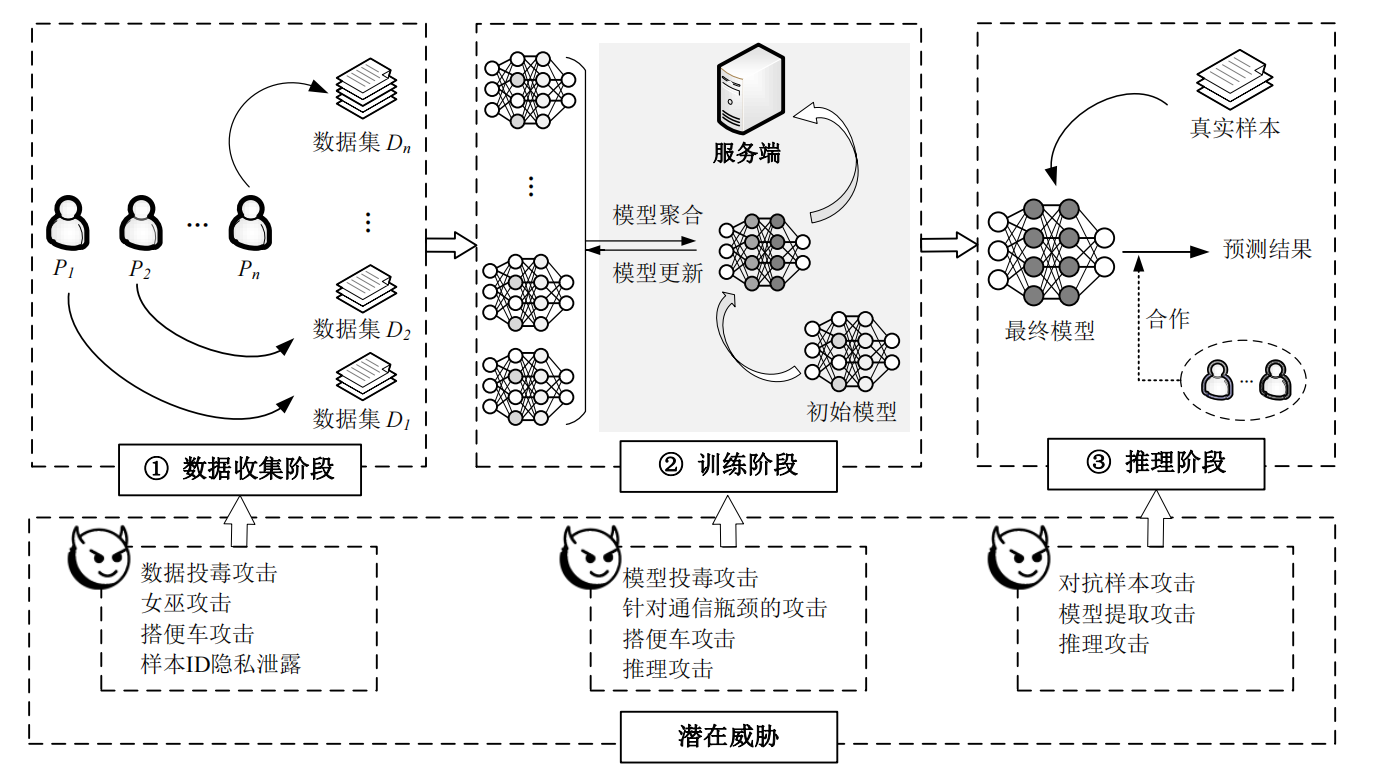 数据集 Dn
P1
P2
...
Pn
⋮
数据集 D2
数据集 D1
① 数据收集阶段
⋮
服务端
模型聚合
模型更新
初始模型
② 训练阶段
真实样本
预测结果
最终模型
合作
...
③ 推理阶段
数据投毒攻击
女巫攻击
搭便车攻击
样本ID隐私泄露
模型投毒攻击
针对通信瓶颈的攻击
搭便车攻击
推理攻击
对抗样本攻击
模型提取攻击
推理攻击
潜在威胁